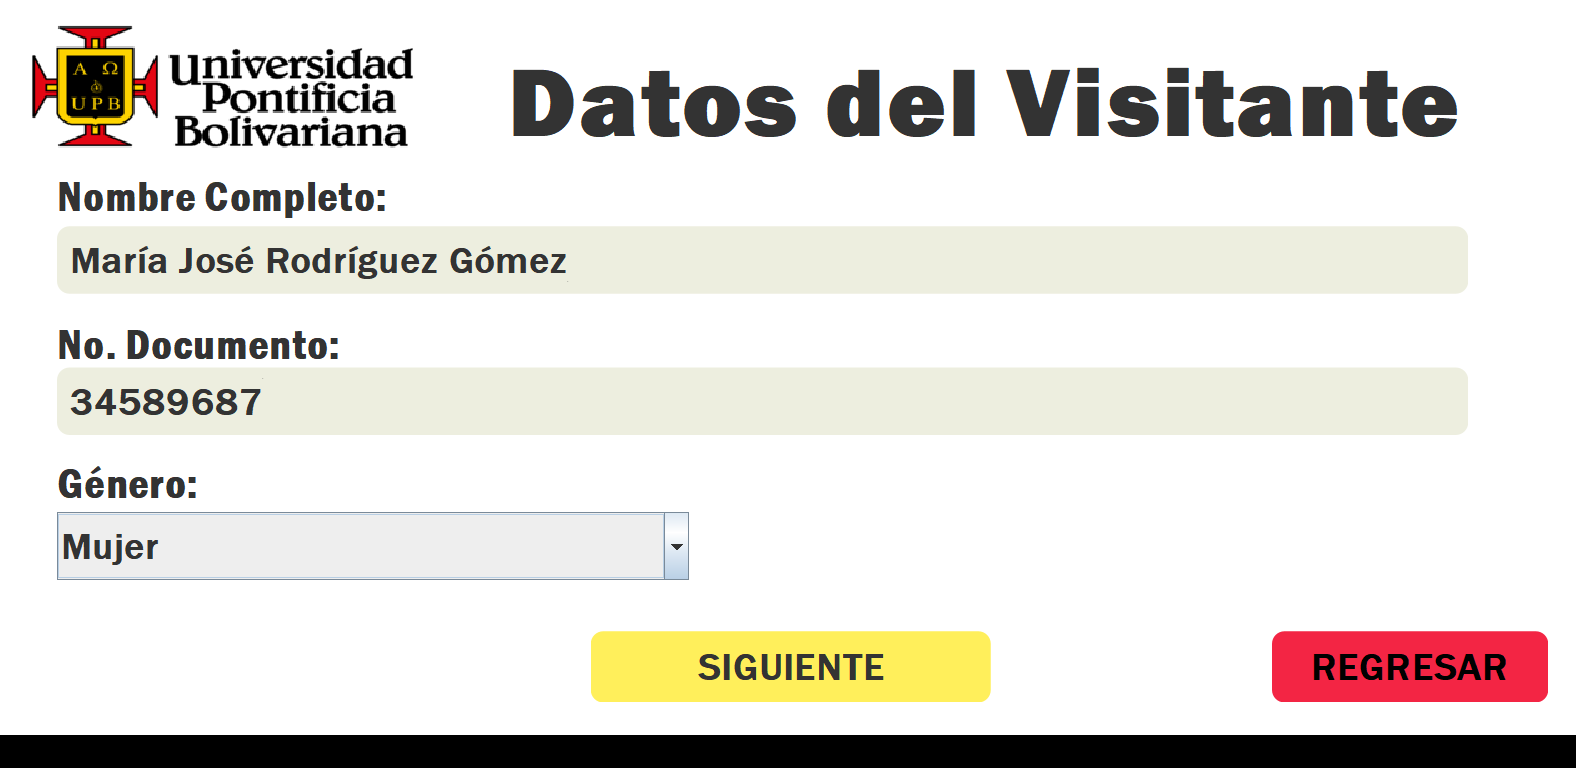 Α Ω
UPB
Universidad
Pontificia
Bolivariana
Datos del Visitante
Nombre Completo:
María José Rodríguez Gómez
No. Documento:
34589687
Género:
Mujer
SIGUIENTE
REGRESAR